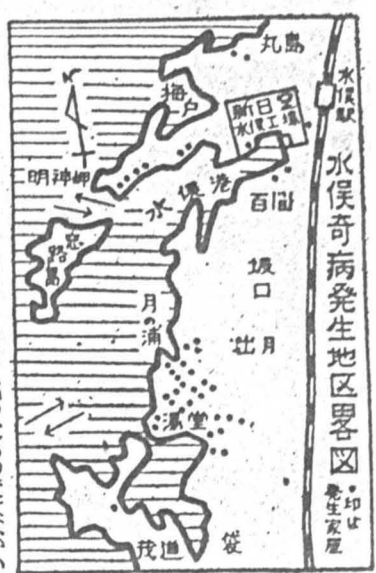 水俣奇病発生地区畧図
・印は
発生家屋
水俣駅
丸島
梅戸
新日窒
水俣工場
明神岬
水俣港
百間
恋路島
坂口
月の浦
出月
湯堂
茂道
袋